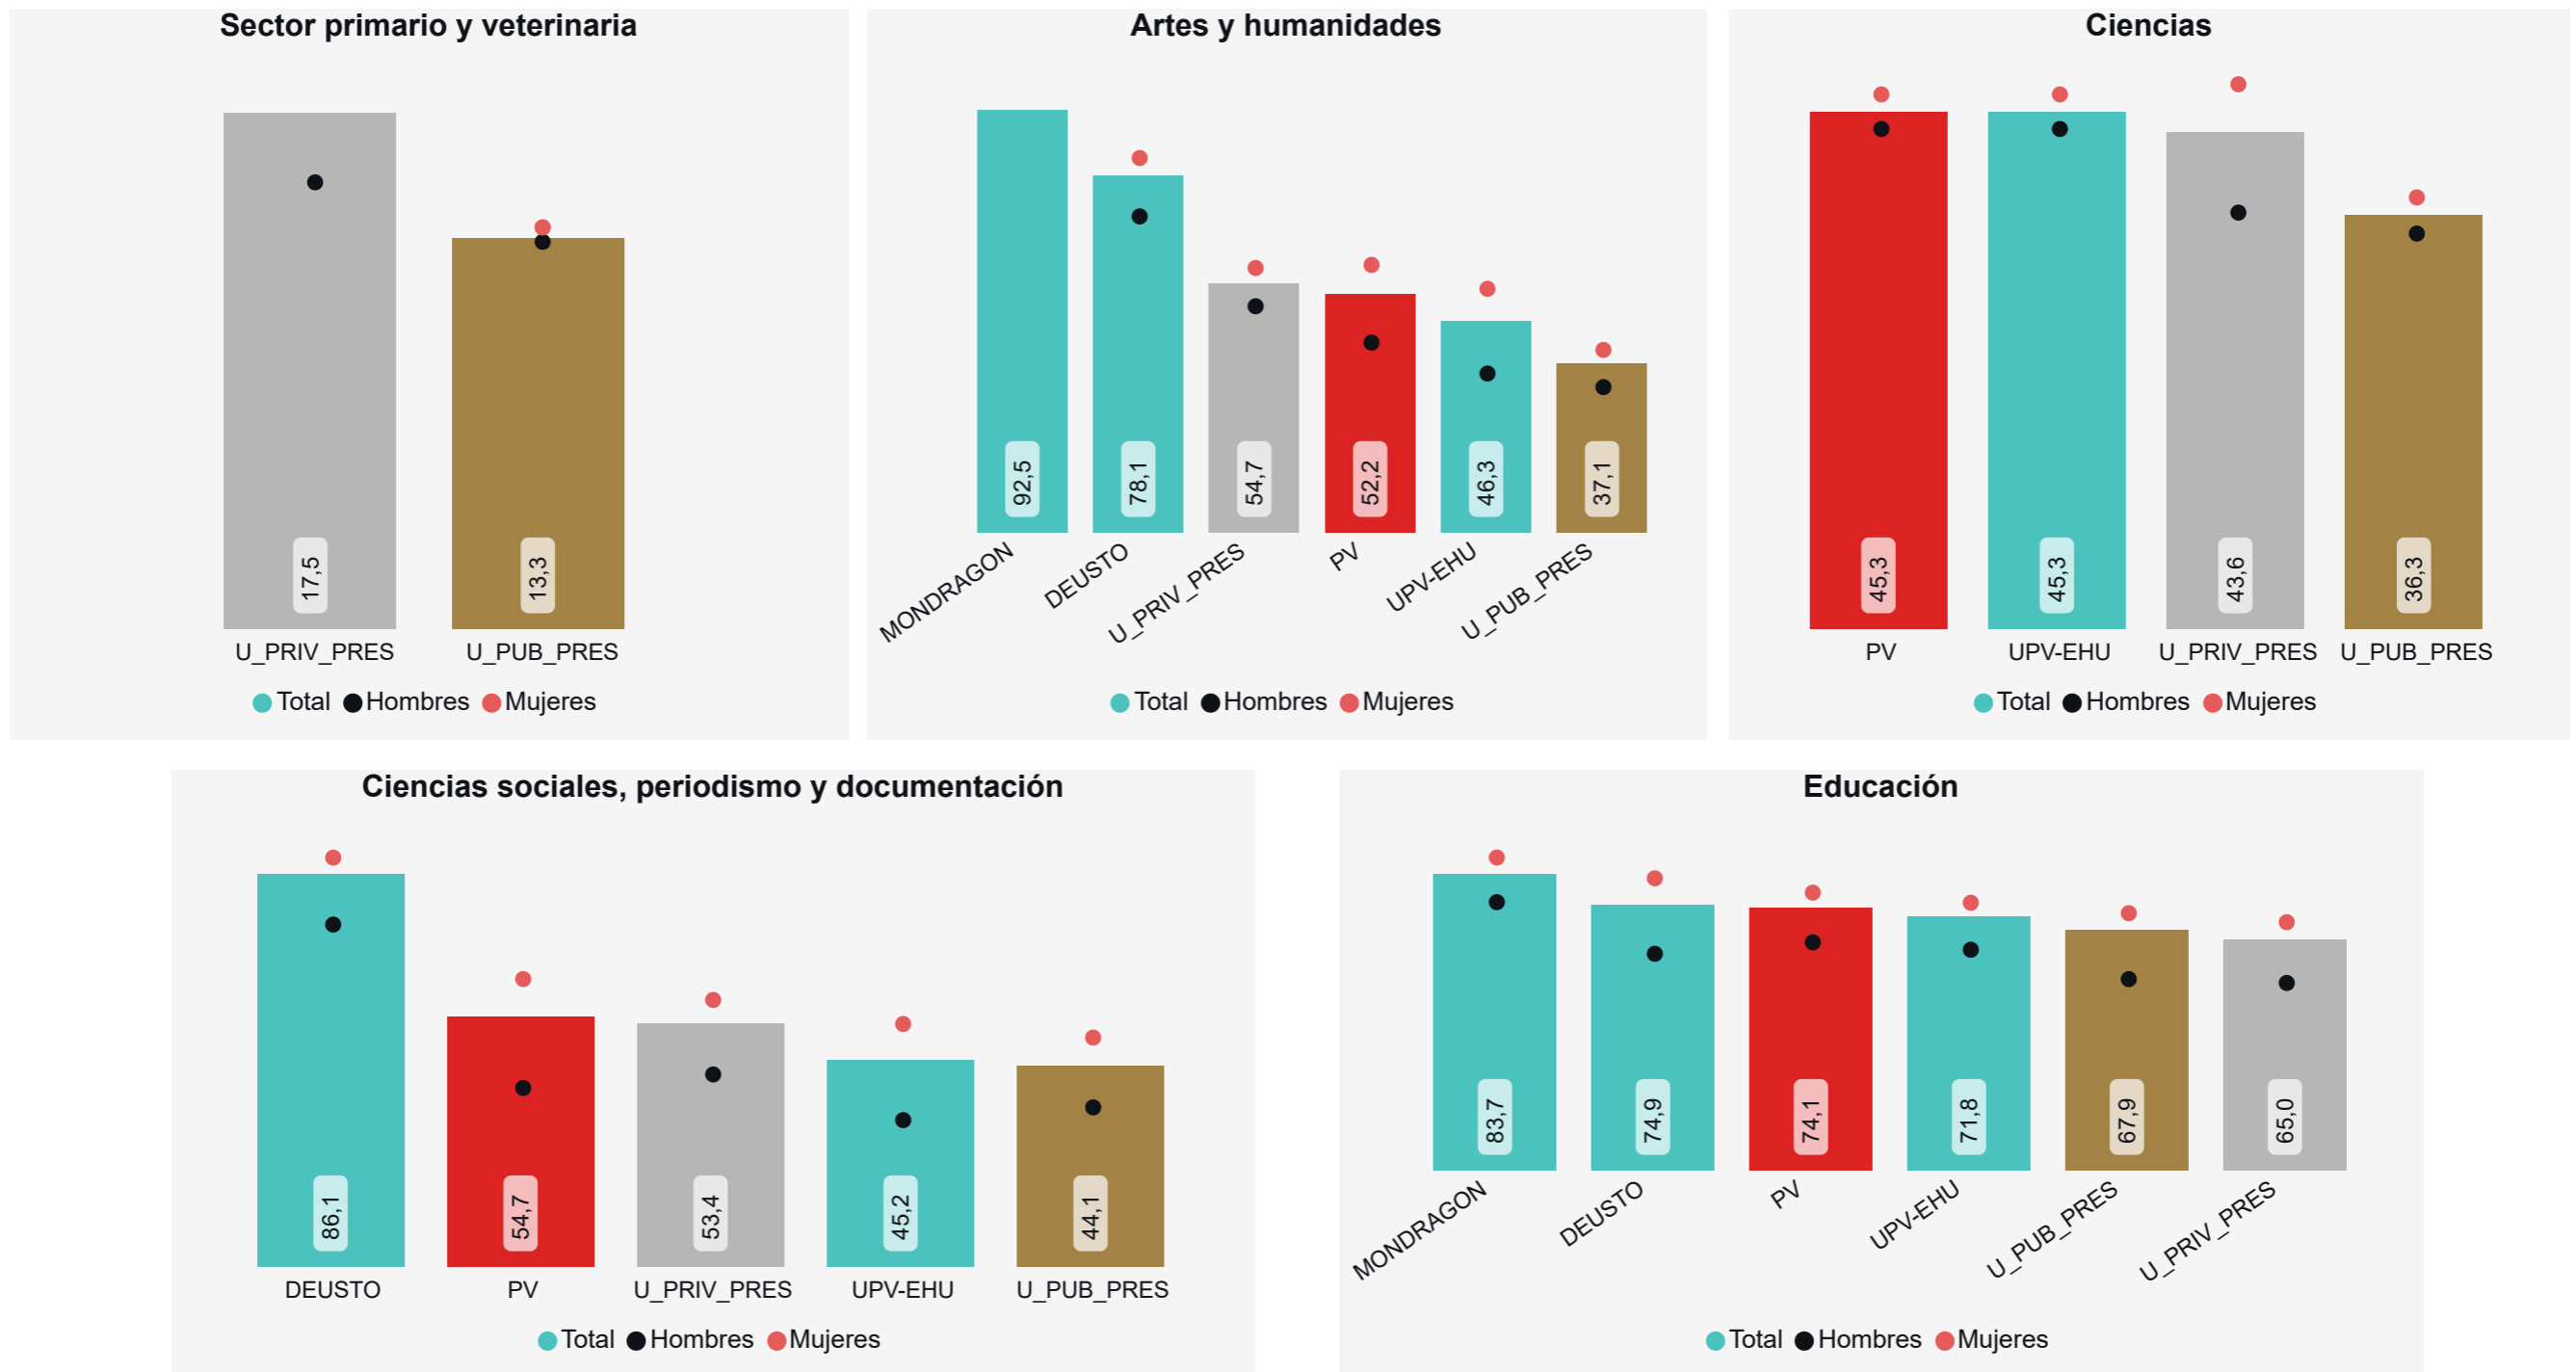 Sector primario y veterinaria
17,5
13,3
U_PRIV_PRES
U_PUB_PRES
Total Hombres Mujeres
Artes y humanidades
92,5
78,1
54,7
52,2
46,3
37,1
MONDRAGON
DEUSTO
U_PRIV_PRES
PV
UPV-EHU
U_PUB_PRES
Total Hombres Mujeres
Ciencias
45,3
45,3
43,6
36,3
PV
UPV-EHU
U_PRIV_PRES
U_PUB_PRES
Total Hombres Mujeres
Ciencias sociales, periodismo y documentación
86,1
54,7
53,4
45,2
44,1
DEUSTO
PV
U_PRIV_PRES
UPV-EHU
U_PUB_PRES
Total Hombres Mujeres
Educación
83,7
74,9
74,1
71,8
67,9
65,0
MONDRAGON
DEUSTO
PV
UPV-EHU
U_PUB_PRES
U_PRIV_PRES
Total Hombres Mujeres